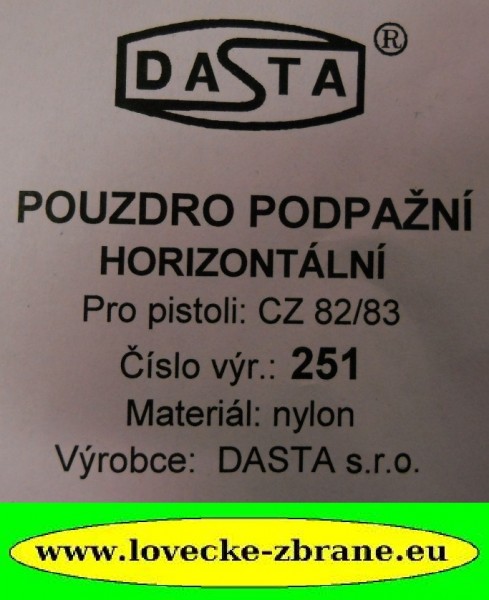 DASTA ®
POUZDRO PODPAŽNÍ
HORIZONTÁLNÍ
Pro pistoli: CZ 82/83
Číslo výr.: 251
Materiál: nylon
Výrobce: DASTA s.r.o.
www.lovecke-zbrane.eu